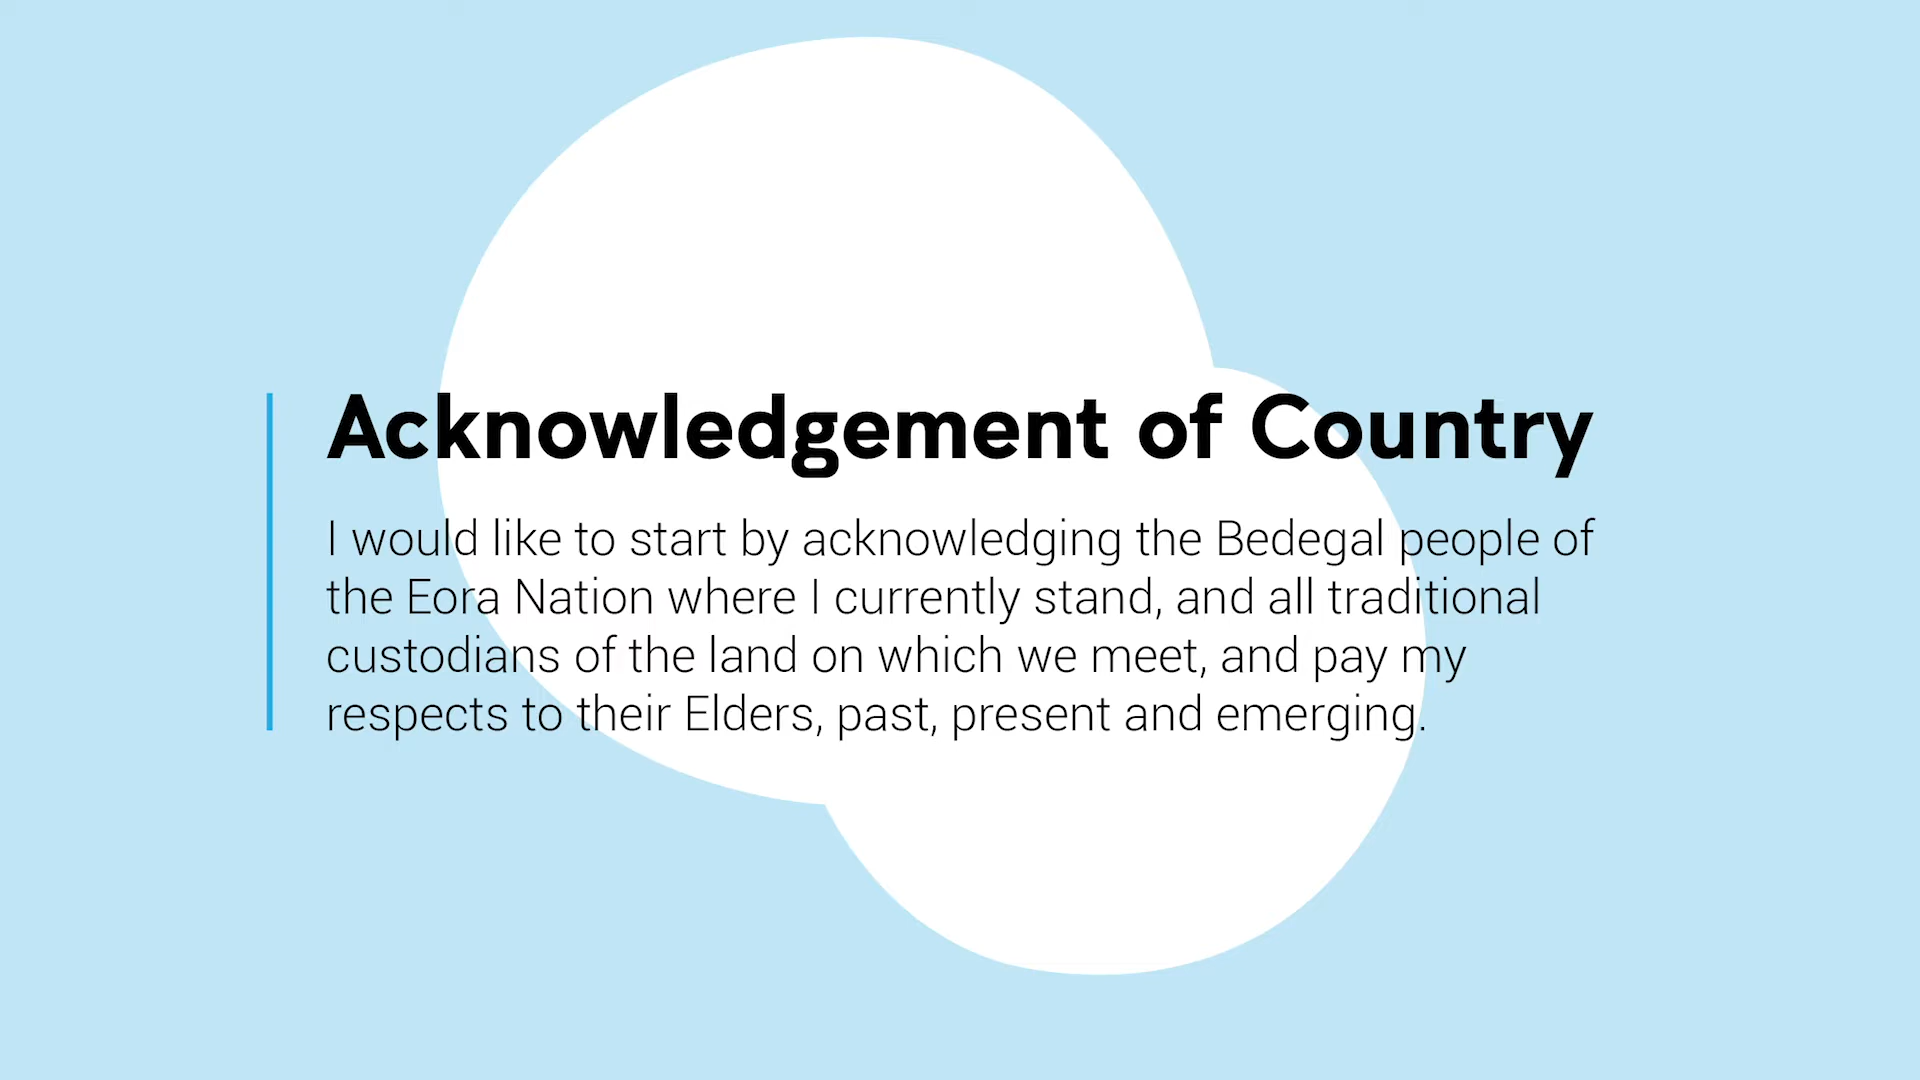 Acknowledgement of Country
I would like to start by acknowledging the Bedegal people of
the Eora Nation where I currently stand, and all traditional
custodians of the land on which we meet, and pay my
respects to their Elders, past, present and emerging.